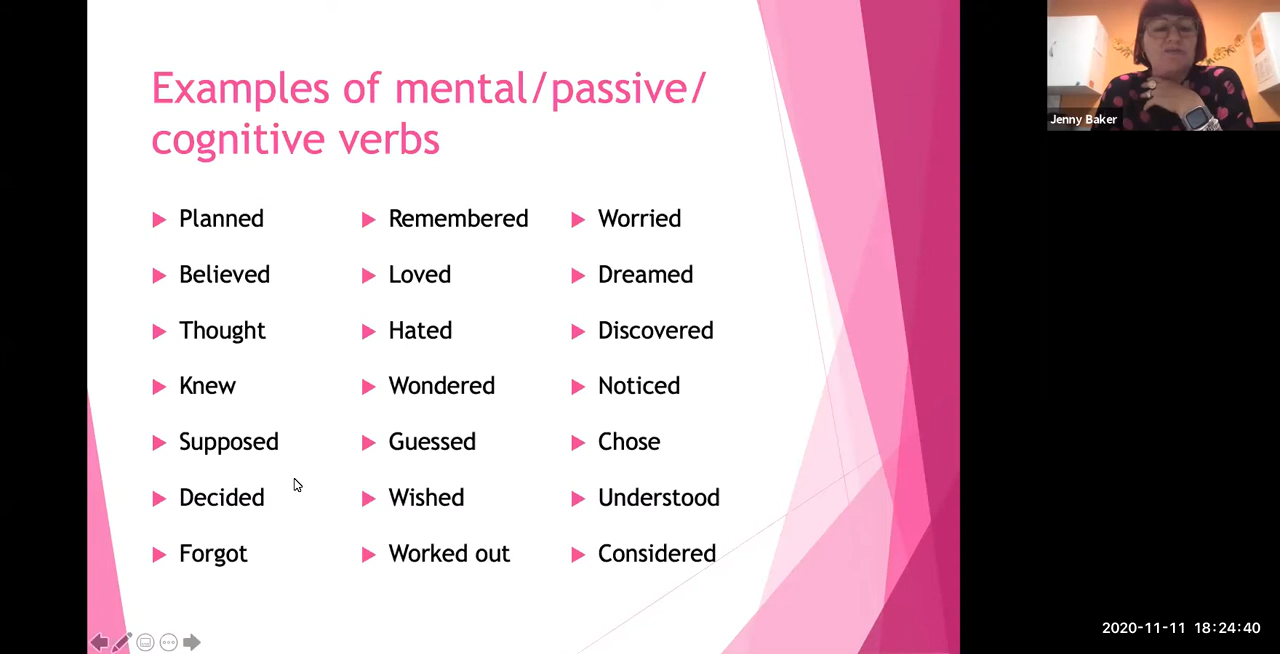 Examples of mental/passive/
cognitive verbs
Planned
Believed
Thought
Knew
Supposed
Decided
Forgot
Remembered
Loved
Hated
Wondered
Guessed
Wished
Worked out
Worried
Dreamed
Discovered
Noticed
Chose
Understood
Considered
Jenny Baker
2020-11-11 18:24:40